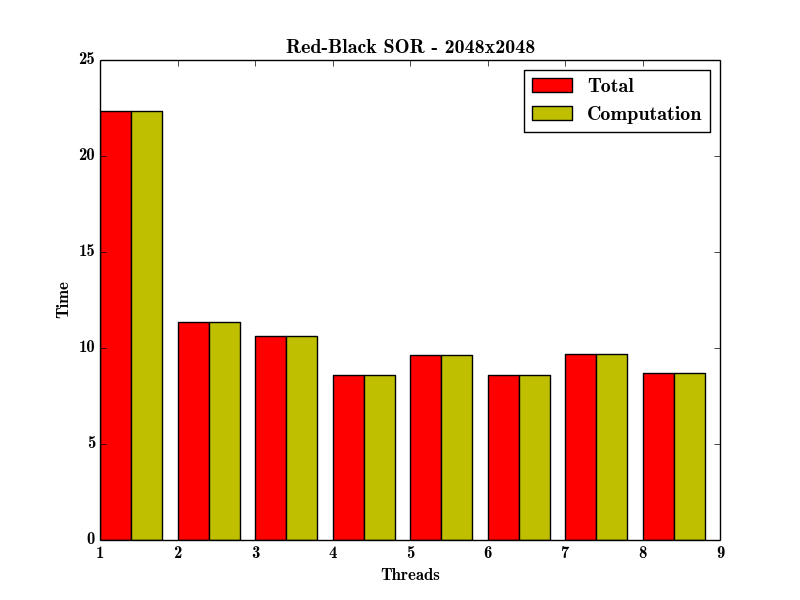 Red-Black SOR - 2048x2048
25
20
15
10
5
0
Time
Total
Computation
1 2 3 4 5 6 7 8 9
Threads